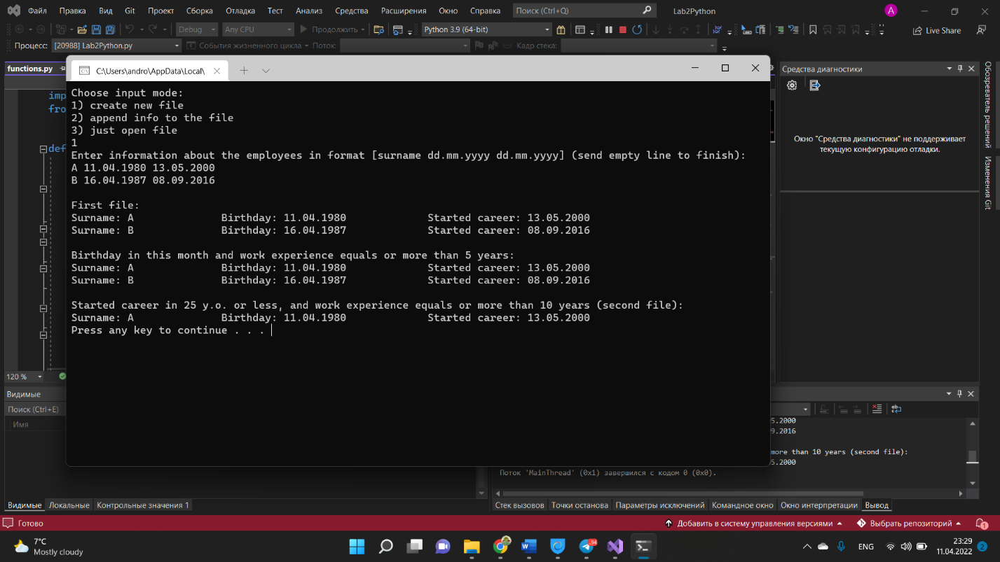 Файл Правка Вид Git Проект Сборка Отладка Тест Анализ Средства Расширения Окно Справка Поиск (Ctrl+Q) Lab2Python A
Debug Any CPU Продолжить Python 3.9 (64-bit) Live Share
Процесс: [20988] Lab2Python.py События жизненного цикла Поток: Кадр стека:
functions.py
C:\Users\andro\AppData\Local\
imp
fro
def
Choose input mode:
1) create new file
2) append info to the file
3) just open file
1
Enter information about the employees in format [surname dd.mm.yyyy dd.mm.yyyy] (send empty line to finish):
A 11.04.1980 13.05.2000
B 16.04.1987 08.09.2016
First file:
Surname: A Birthday: 11.04.1980 Started career: 13.05.2000
Surname: B Birthday: 16.04.1987 Started career: 08.09.2016
Birthday in this month and work experience equals or more than 5 years:
Surname: A Birthday: 11.04.1980 Started career: 13.05.2000
Surname: B Birthday: 16.04.1987 Started career: 08.09.2016
Started career in 25 y.o. or less, and work experience equals or more than 10 years (second file):
Surname: A Birthday: 11.04.1980 Started career: 13.05.2000
Press any key to continue . . .
Средства диагностики
Окно "Средства диагностики" не поддерживает
текущую конфигурацию отладки.
Обозреватель решений
Изменения Git
120 %
Видимые
Поиск (Ctrl+E)
Имя
5.2000
9.2016
more than 10 years (second file):
5.2000
Поток 'MainThread' (0x1) завершился с кодом 0 (0x0).
Видимые Локальные Контрольные значения 1
Стек вызовов Точки останова Параметры исключений Командное окно Окно интерпретации Вывод
Готово Добавить в систему управления версиями Выбрать репозиторий 1
7°C
Mostly cloudy
94
ENG
23:29
11.04.2022
2